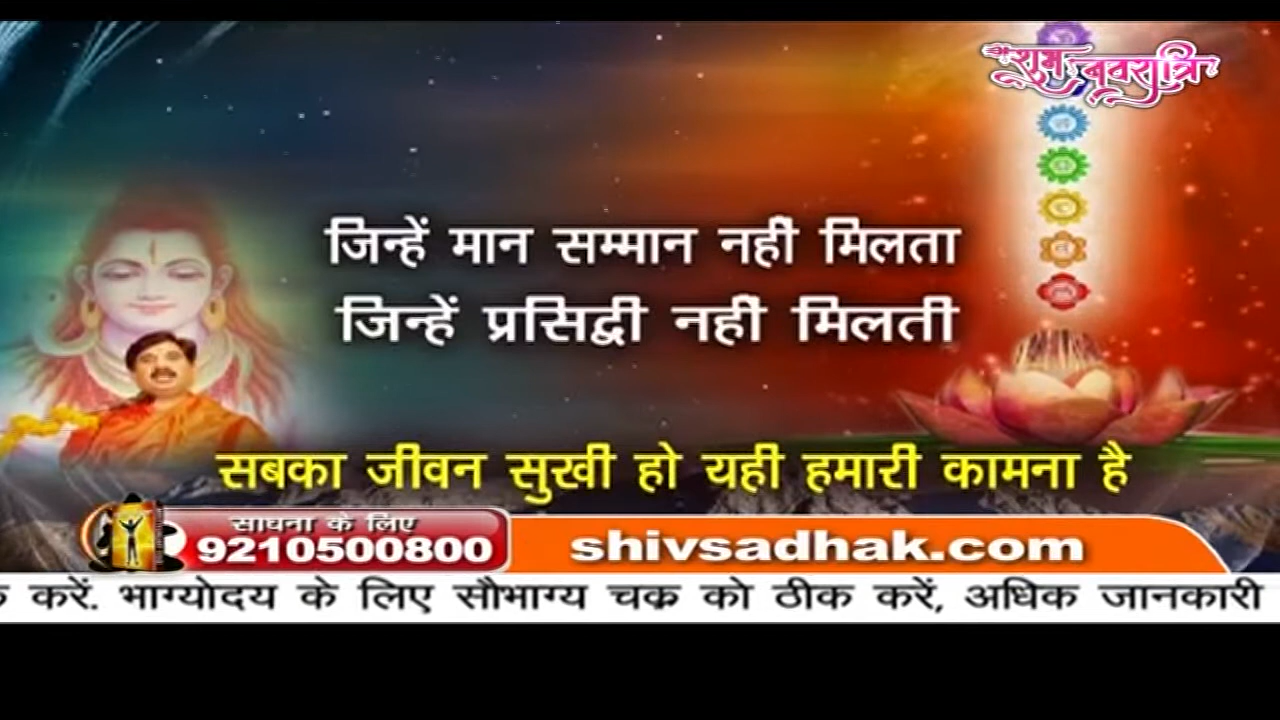 राम नवरात्रि
जिन्हें मान सम्मान नहीं मिलता
जिन्हें प्रसिद्वी नहीं मिलती
सबका जीवन सुखी हो यही हमारी कामना है
साघना के लिए
9210500800
shivsadhak.com
करें. भाग्योदय के लिए सौभाग्य चक्र को ठीक करें, अधिक जानकारी